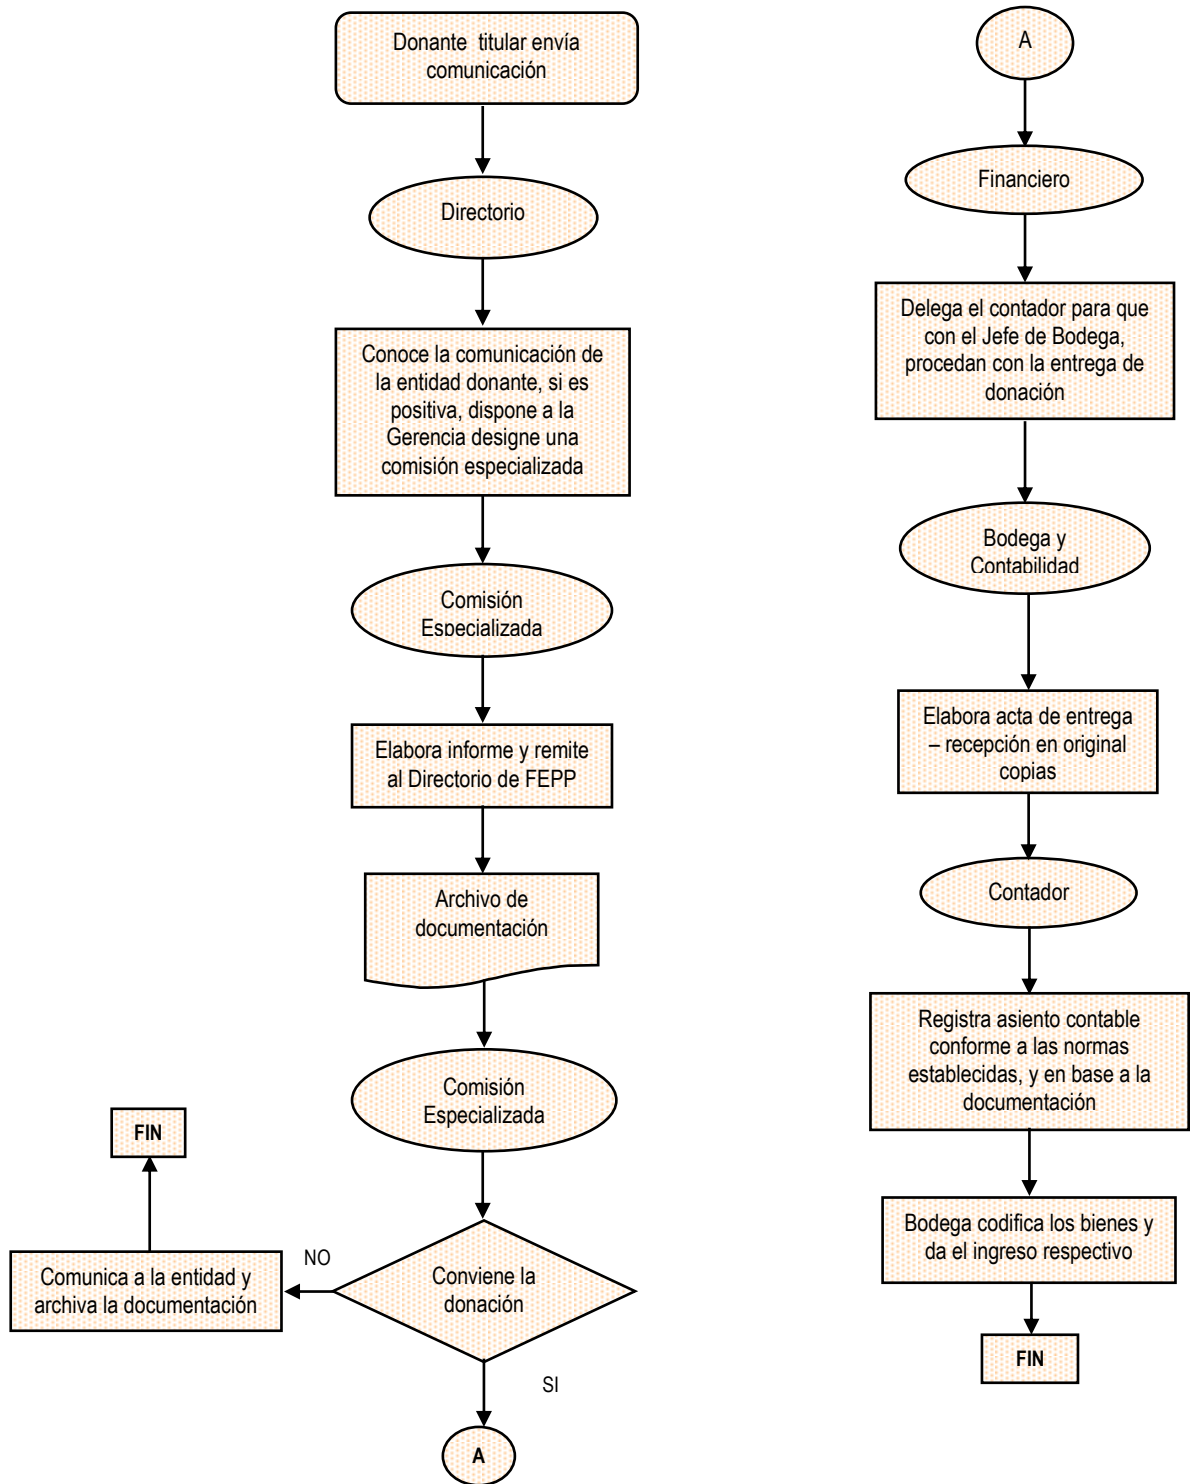 Donante titular envía
comunicación
Directorio
Conoce la comunicación de
la entidad donante, si es
positiva, dispone a la
Gerencia designe una
comisión especializada
Comisión
Especializada
Elabora informe y remite
al Directorio de FEPP
Archivo de
documentación
Comisión
Especializada
Conviene la
donación
NO
Comunica a la entidad y
archiva la documentación
FIN
SI
A
A
Financiero
Delega el contador para que
con el Jefe de Bodega,
procedan con la entrega de
donación
Bodega y
Contabilidad
Elabora acta de entrega
– recepción en original
copias
Contador
Registra asiento contable
conforme a las normas
establecidas, y en base a la
documentación
Bodega codifica los bienes y
da el ingreso respectivo
FIN